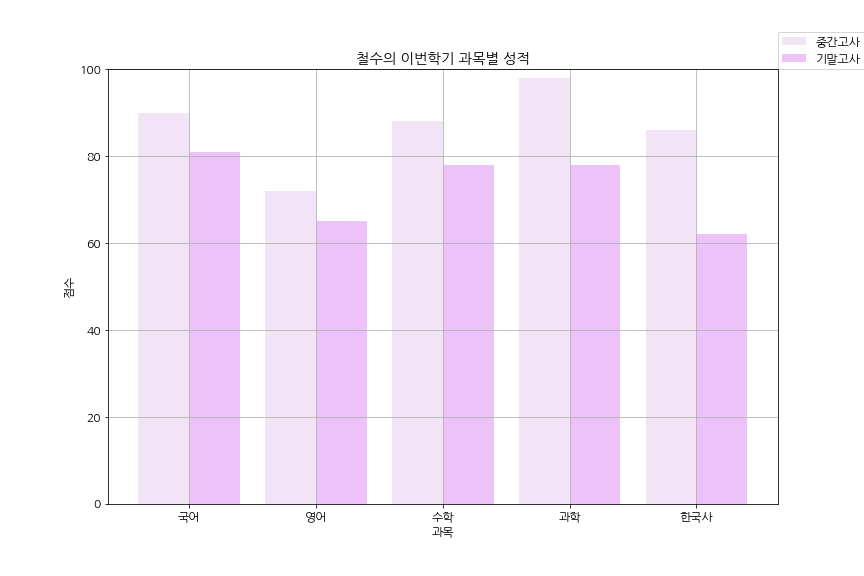 철수의 이번학기 과목별 성적
중간고사
기말고사
100
80
60
40
20
0
점수
국어 영어 수학 과학 한국사
과목